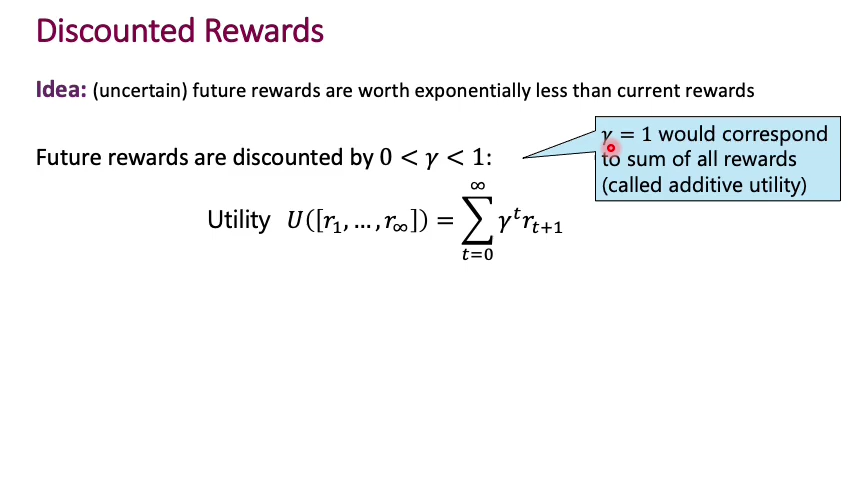 Discounted Rewards
Idea: (uncertain) future rewards are worth exponentially less than current rewards
γ = 1 would correspond
to sum of all rewards
(called additive utility)
Future rewards are discounted by 0 < γ < 1:
Utility U([r₁, … , r∞]) = ∑_{t=0}^{∞} γᵗ r_{t+1}